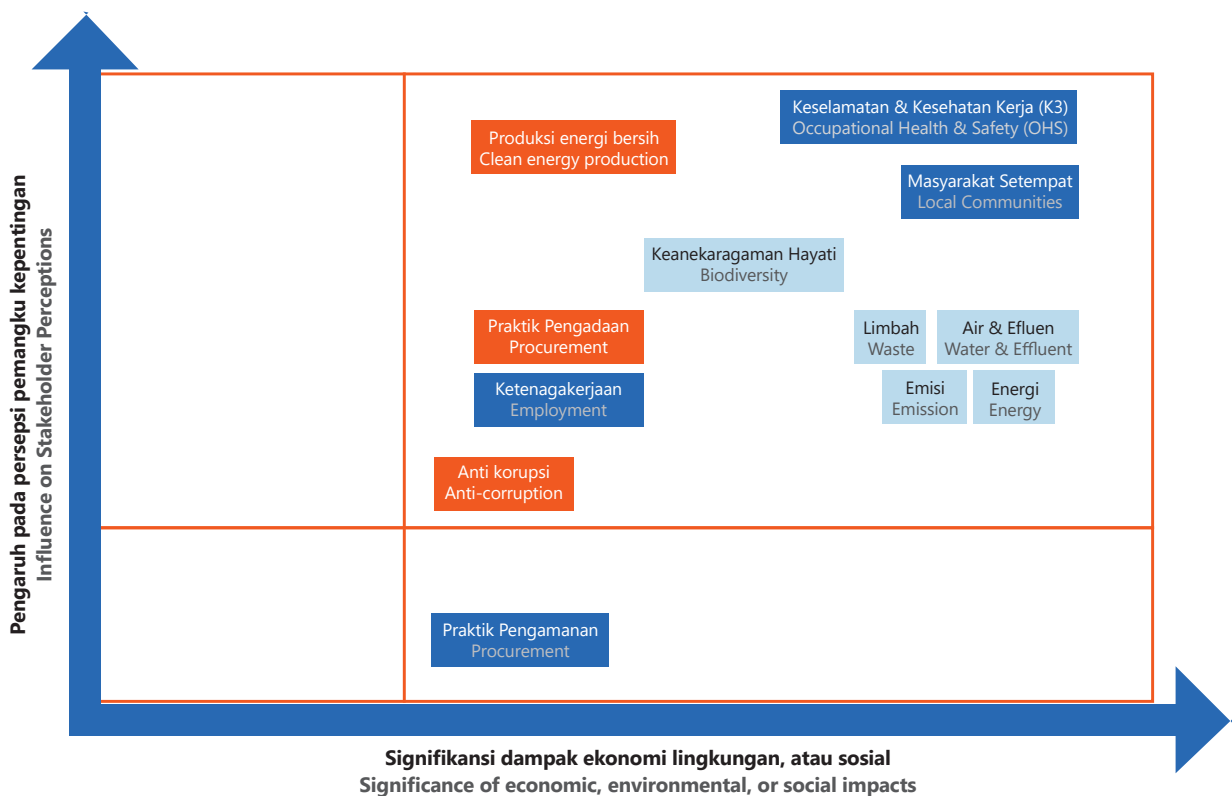 Pengaruh pada persepsi pemangku kepentingan
Influence on Stakeholder Perceptions
Keselamatan & Kesehatan Kerja (K3)
Occupational Health & Safety (OHS)
Produksi energi bersih
Clean energy production
Masyarakat Setempat
Local Communities
Keanekaragaman Hayati
Biodiversity
Praktik Pengadaan
Procurement
Limbah
Waste
Air & Efluen
Water & Effluent
Ketenagakerjaan
Employment
Emisi
Emission
Energi
Energy
Anti korupsi
Anti-corruption
Praktik Pengamanan
Procurement
Signifikansi dampak ekonomi lingkungan, atau sosial
Significance of economic, environmental, or social impacts